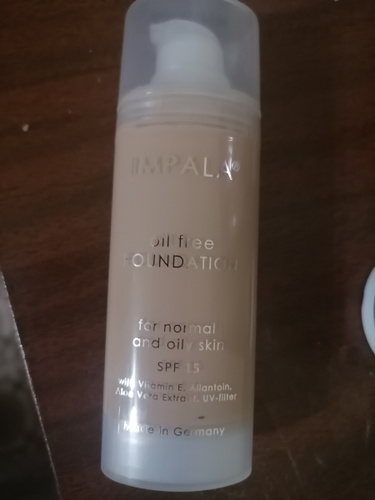 IMPALA®
oil free
FOUNDATION
for normal
and oily skin
SPF 15
with Vitamin E, Allantoin,
Aloe Vera Extract, UV-filter
Made in Germany